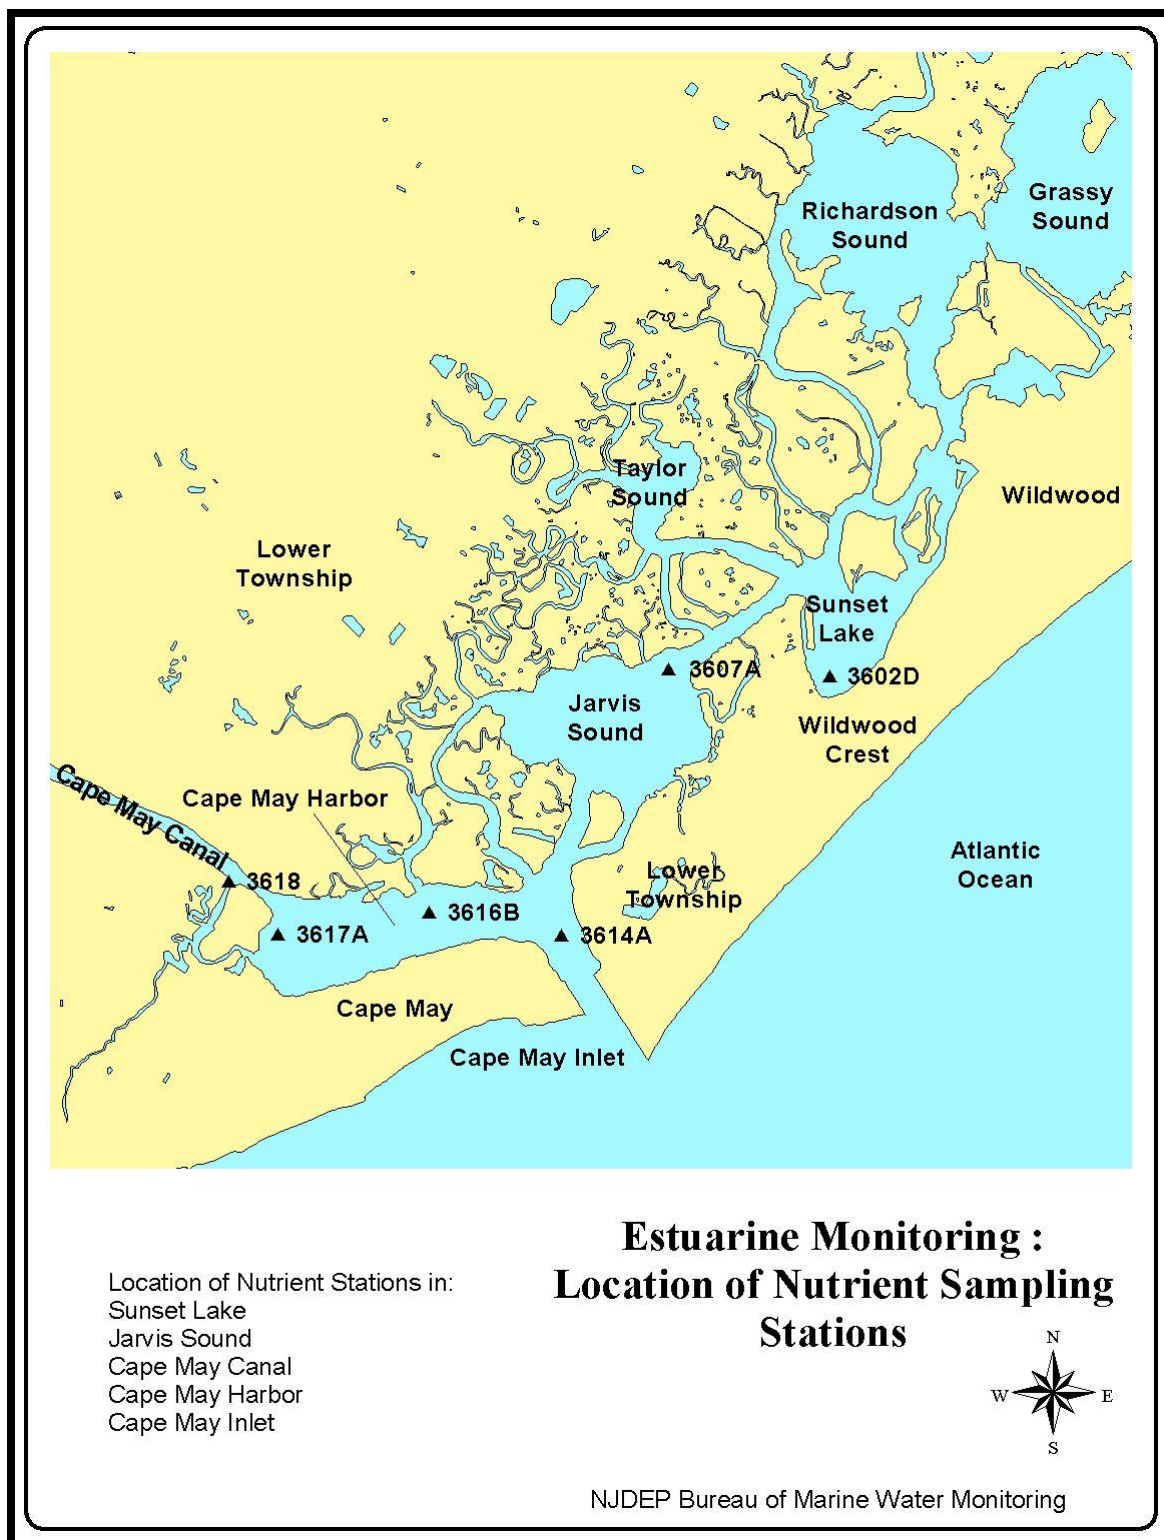 Grassy
Sound
Richardson
Sound
Taylor
Sound
Wildwood
Lower
Township
Sunset
Lake
3607A
3602D
Jarvis
Sound
Wildwood
Crest
Cape May Canal
Cape May Harbor
Atlantic
Ocean
3618
Lower
Township
3616B
3617A
3614A
Cape May
Cape May Inlet
Estuarine Monitoring :
Location of Nutrient Sampling
Stations
Location of Nutrient Stations in:
Sunset Lake
Jarvis Sound
Cape May Canal
Cape May Harbor
Cape May Inlet
N
W
E
S
NJDEP Bureau of Marine Water Monitoring